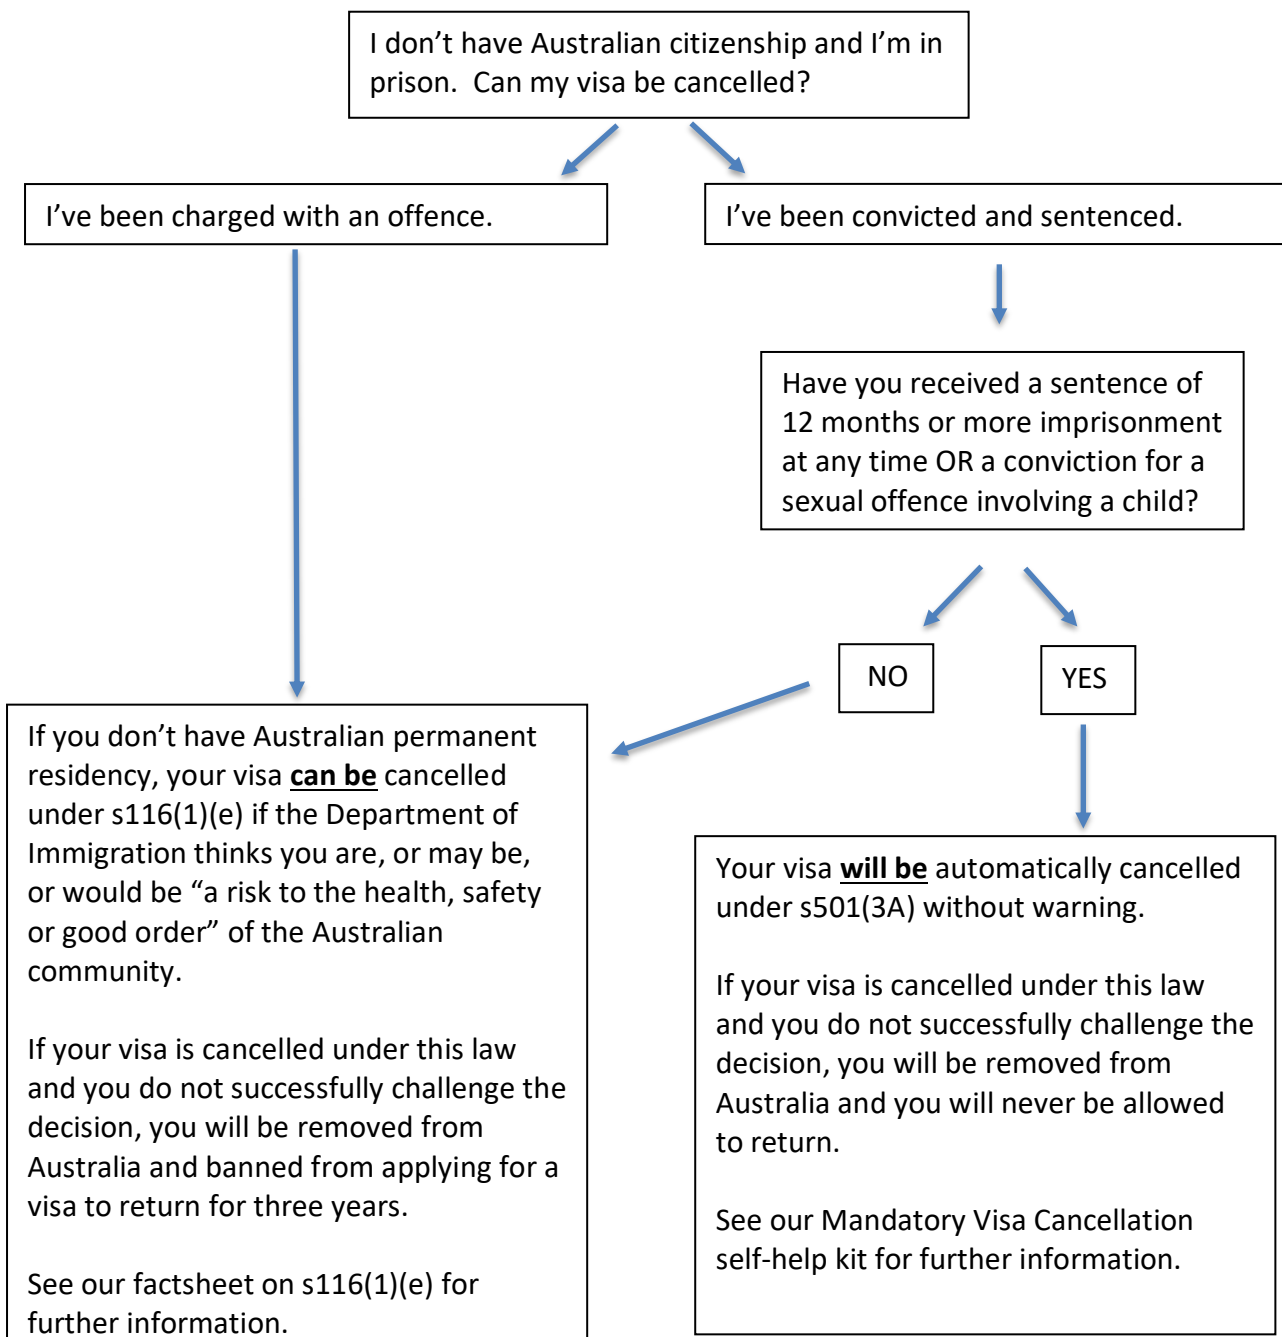 I don’t have Australian citizenship and I’m in
prison.  Can my visa be cancelled?
I’ve been charged with an offence.
I’ve been convicted and sentenced.
Have you received a sentence of
12 months or more imprisonment
at any time OR a conviction for a
sexual offence involving a child?
NO
YES
If you don’t have Australian permanent
residency, your visa can be cancelled
under s116(1)(e) if the Department of
Immigration thinks you are, or may be,
or would be “a risk to the health, safety
or good order” of the Australian
community.
If your visa is cancelled under this law
and you do not successfully challenge the
decision, you will be removed from
Australia and banned from applying for a
visa to return for three years.
See our factsheet on s116(1)(e) for
further information.
Your visa will be automatically cancelled
under s501(3A) without warning.
If your visa is cancelled under this law
and you do not successfully challenge the
decision, you will be removed from
Australia and you will never be allowed
to return.
See our Mandatory Visa Cancellation
self-help kit for further information.